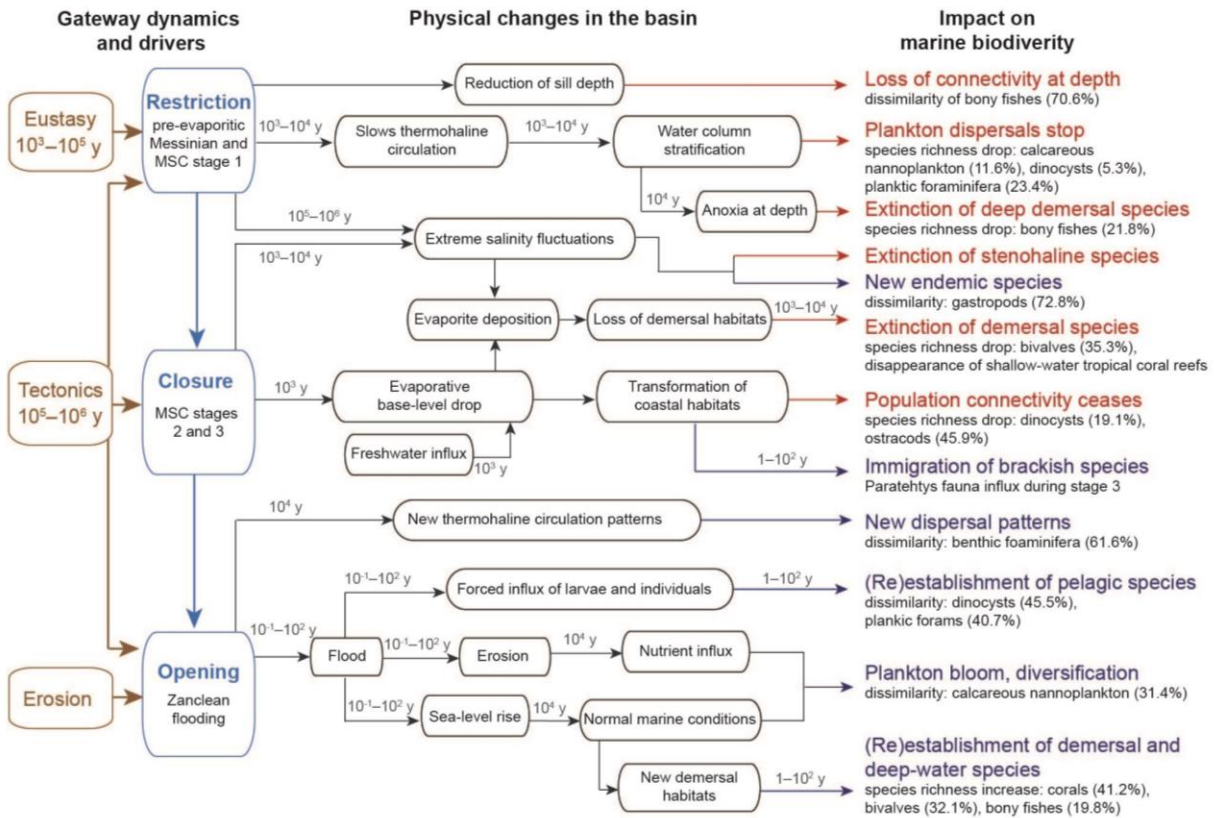 Gateway dynamics
and drivers
Physical changes in the basin
Impact on
marine biodiverity
Eustasy
10³–10⁵ y
Tectonics
10⁵–10⁶ y
Erosion
Restriction
pre-evaporitic
Messinian and
MSC stage 1
Closure
MSC stages
2 and 3
Opening
Zanclean
flooding
Reduction of sill depth
10³–10⁴ y
Slows thermohaline
circulation
10³–10⁴ y
Water column
stratification
10⁴ y
Anoxia at depth
10⁵–10⁶ y
10³–10⁴ y
Extreme salinity fluctuations
Evaporite deposition
Loss of demersal habitats
10³–10⁴ y
10³ y
Evaporative
base-level drop
Transformation of
coastal habitats
Freshwater influx
10³ y
1–10² y
10⁴ y
New thermohaline circulation patterns
10⁻¹–10² y
Flood
10⁻¹–10² y
Forced influx of larvae and individuals
1–10² y
10⁻¹–10² y
Erosion
10⁴ y
Nutrient influx
10⁻¹–10² y
Sea-level rise
10⁴ y
Normal marine conditions
New demersal
habitats
1–10² y
Loss of connectivity at depth
dissimilarity of bony fishes (70.6%)
Plankton dispersals stop
species richness drop: calcareous
nannoplankton (11.6%), dinocysts (5.3%),
planktic foraminifera (23.4%)
Extinction of deep demersal species
species richness drop: bony fishes (21.8%)
Extinction of stenohaline species
New endemic species
dissimilarity: gastropods (72.8%)
Extinction of demersal species
species richness drop: bivalves (35.3%),
disappearance of shallow-water tropical coral reefs
Population connectivity ceases
species richness drop: dinocysts (19.1%),
ostracods (45.9%)
Immigration of brackish species
Paratehtys fauna influx during stage 3
New dispersal patterns
dissimilarity: benthic foaminifera (61.6%)
(Re)establishment of pelagic species
dissimilarity: dinocysts (45.5%),
plankic forams (40.7%)
Plankton bloom, diversification
dissimilarity: calcareous nannoplankton (31.4%)
(Re)establishment of demersal and
deep-water species
species richness increase: corals (41.2%),
bivalves (32.1%), bony fishes (19.8%)